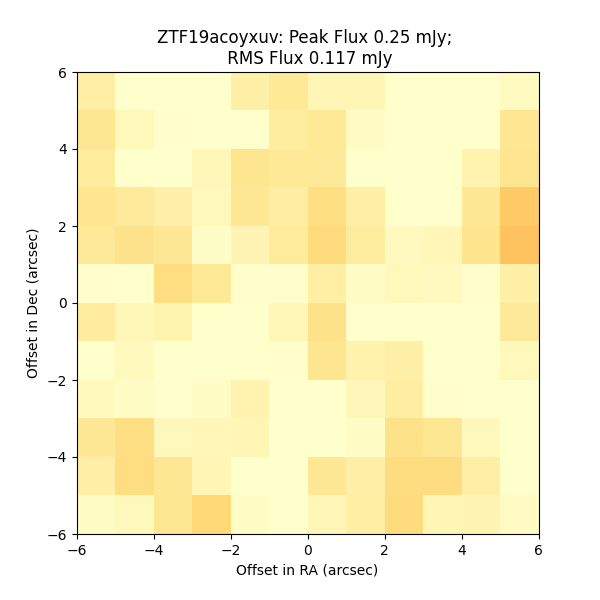 ZTF19acoyxuv: Peak Flux 0.25 mJy;
RMS Flux 0.117 mJy
6
4
2
0
−2
−4
−6
Offset in Dec (arcsec)
−6 −4 −2 0 2 4 6
Offset in RA (arcsec)